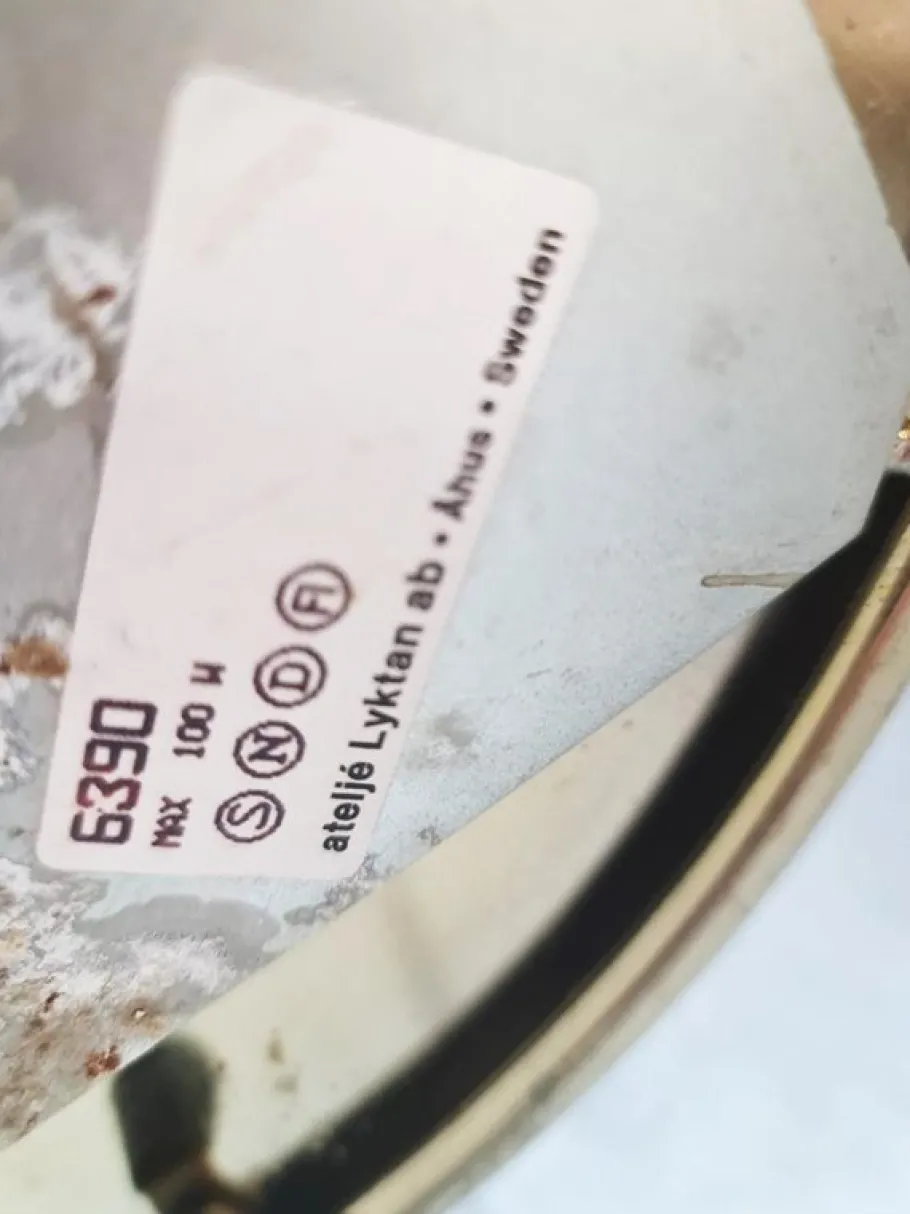 6390
MAX 100 W
S N D FI
ateljé Lyktan ab • Åhus • Sweden